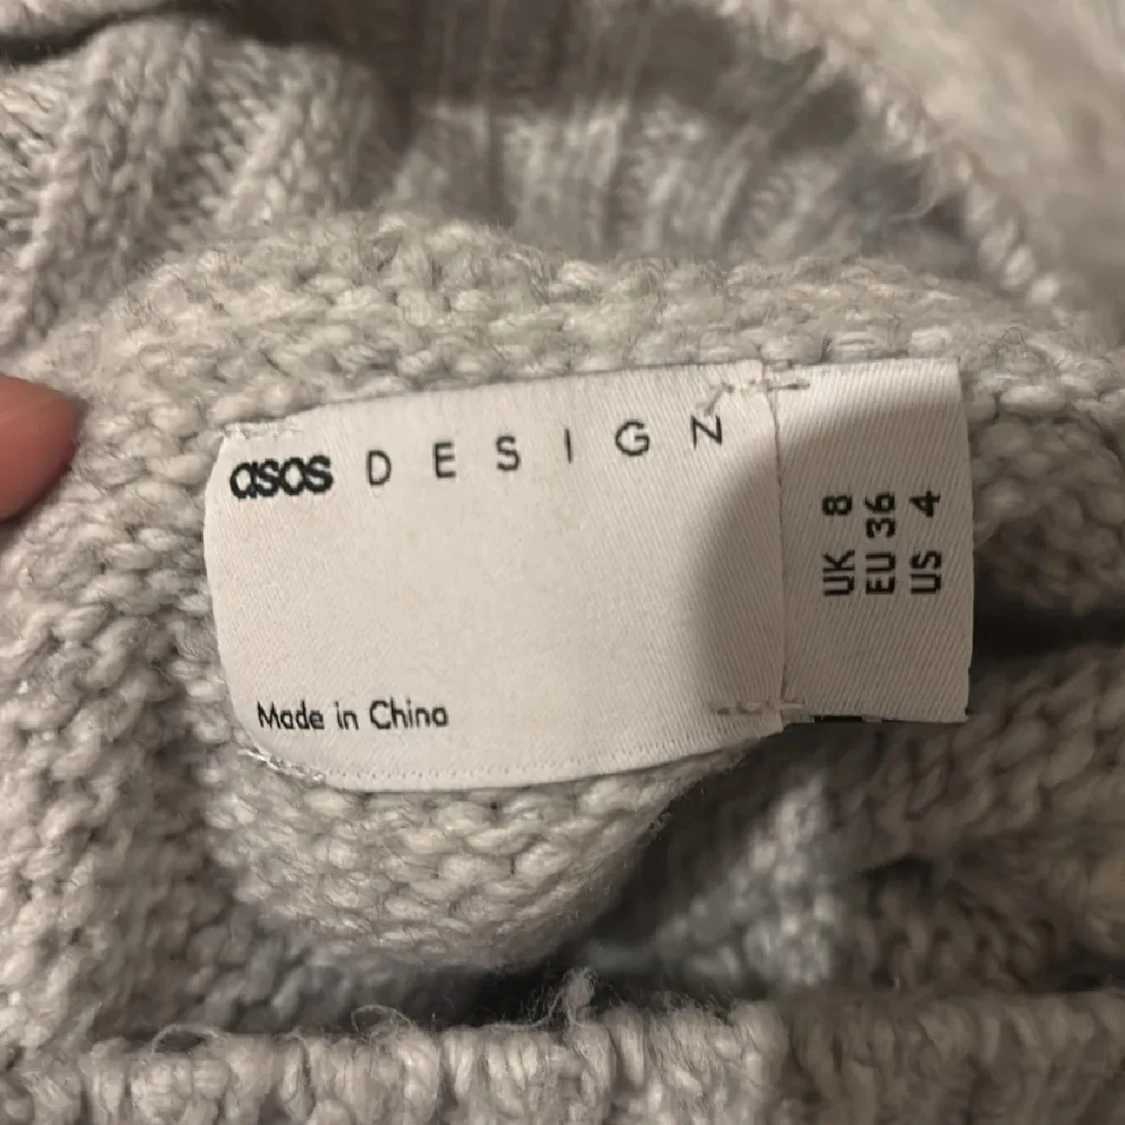 asos DESIGN
Made in China
UK 8
EU 36
US 4